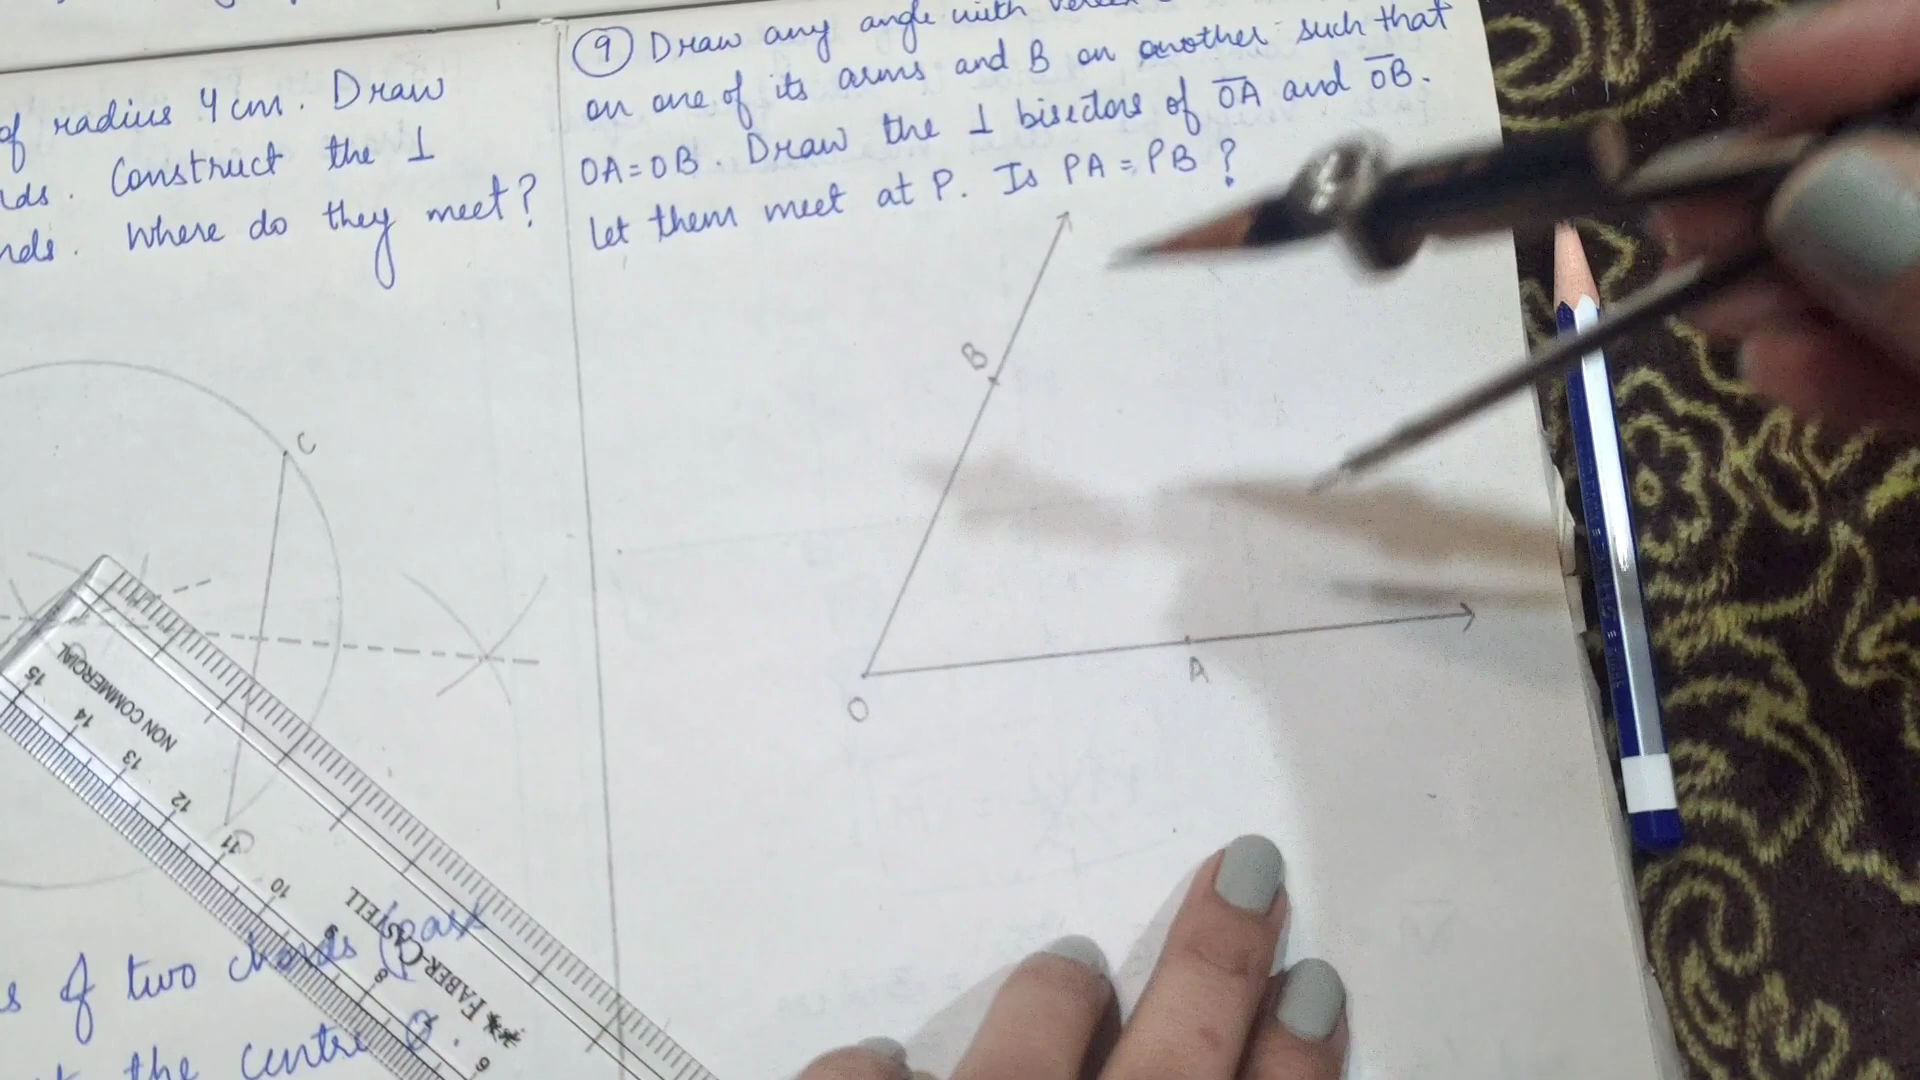 of radius 4 cm. Draw
Construct the ⊥
Where do they meet?
C
15
14
13
12
11
10
9
8
6
NON COMMERCIAL
FABER-CASTELL
of two chords (part
the centre O.
9 Draw any angle with
on one of its arms and B on another such that
OA = OB. Draw the ⊥ bisectors of OA and OB.
Let them meet at P. Is PA = PB ?
B
O
A